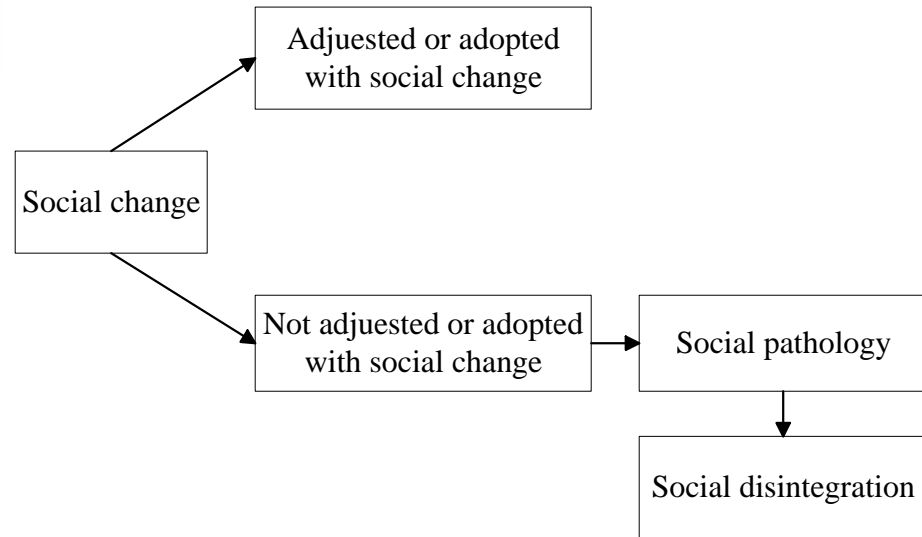 Adjuested or adopted
with social change
Social change
Not adjuested or adopted
with social change
Social pathology
Social disintegration